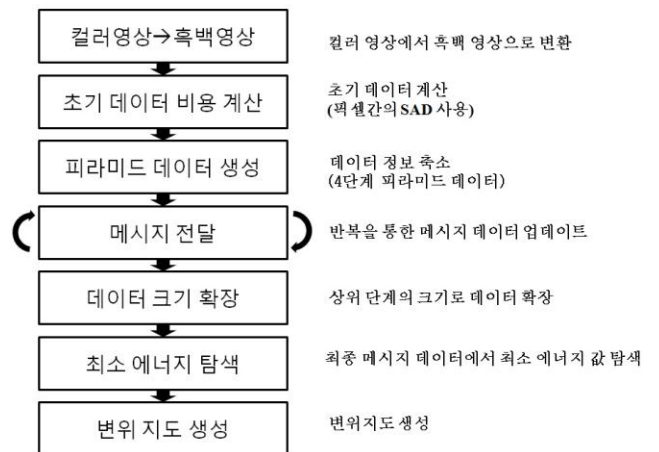 컬러영상→흑백영상
컬러 영상에서 흑백 영상으로 변환
초기 데이터 비용 계산
초기 데이터 계산
(픽셀간의 SAD 사용)
피라미드 데이터 생성
데이터 정보 축소
(4단계 피라미드 데이터)
메시지 전달
반복을 통한 메시지 데이터 업데이트
데이터 크기 확장
상위 단계의 크기로 데이터 확장
최소 에너지 탐색
최종 메시지 데이터에서 최소 에너지 값 탐색
변위 지도 생성
변위지도 생성